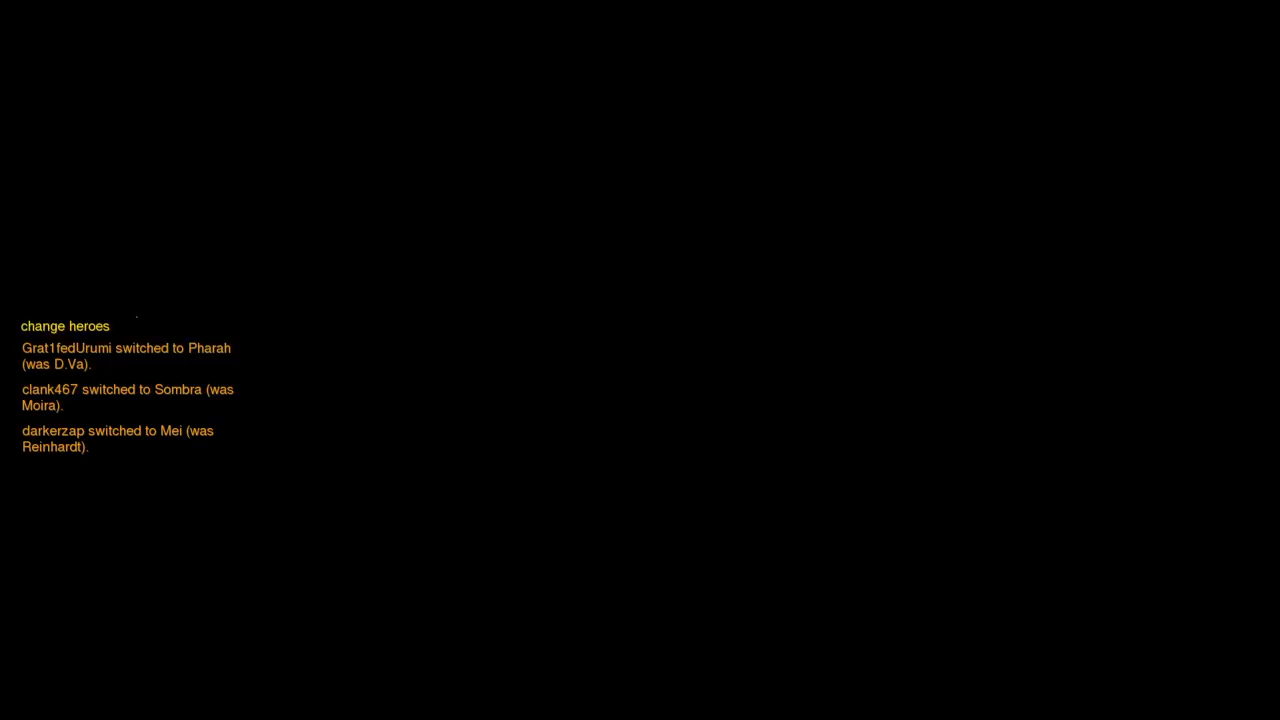 change heroes
Grat1fedUrumi switched to Pharah
(was D.Va).
clank467 switched to Sombra (was
Moira).
darkerzap switched to Mei (was
Reinhardt).